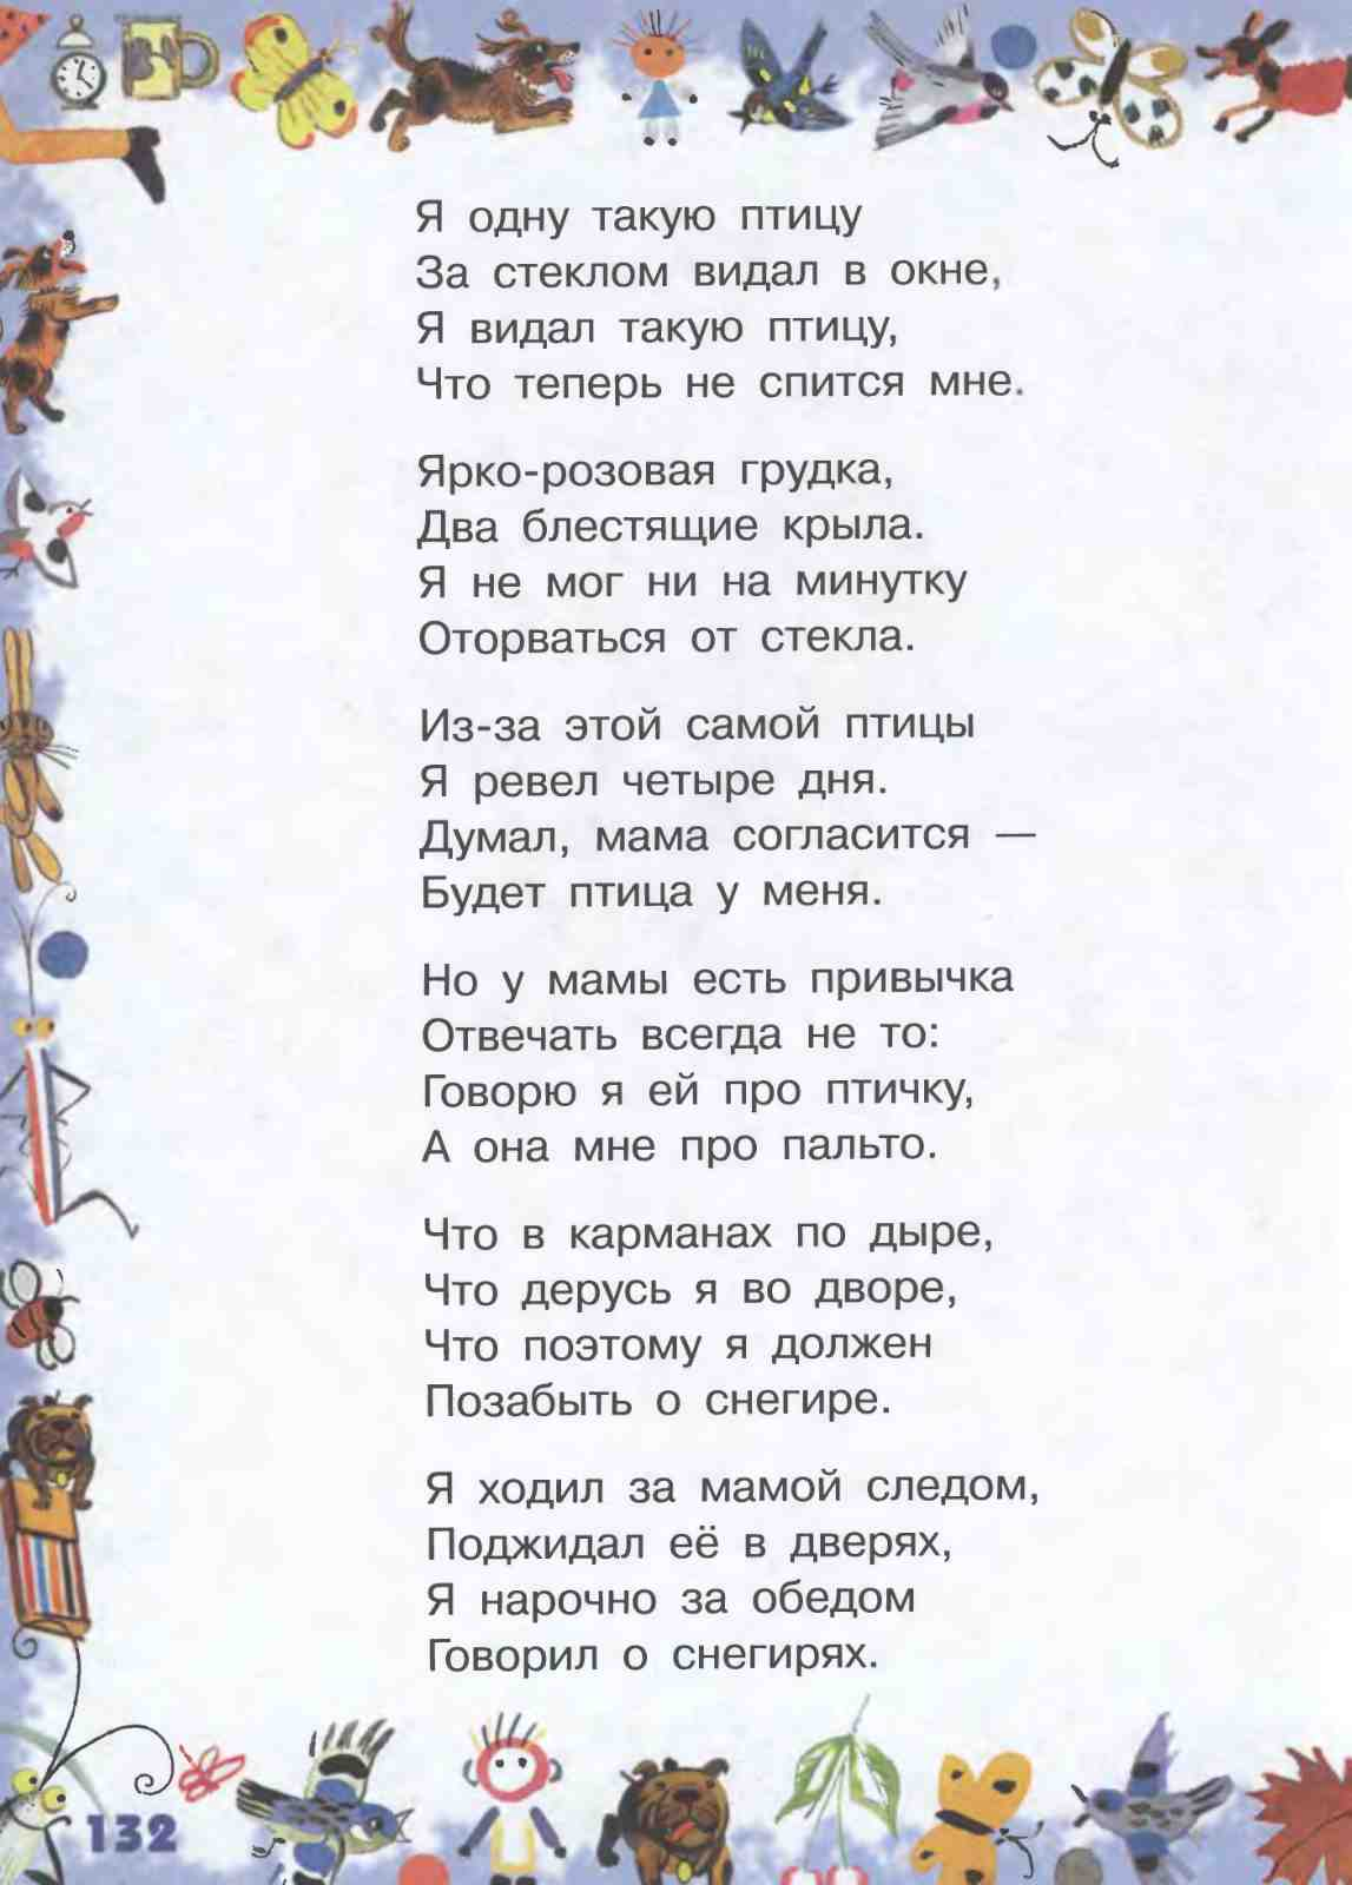 Я одну такую птицу
За стеклом видал в окне,
Я видал такую птицу,
Что теперь не спится мне.
Ярко-розовая грудка,
Два блестящие крыла.
Я не мог ни на минутку
Оторваться от стекла.
Из-за этой самой птицы
Я ревел четыре дня.
Думал, мама согласится —
Будет птица у меня.
Но у мамы есть привычка
Отвечать всегда не то:
Говорю я ей про птичку,
А она мне про пальто.
Что в карманах по дыре,
Что дерусь я во дворе,
Что поэтому я должен
Позабыть о снегире.
Я ходил за мамой следом,
Поджидал её в дверях,
Я нарочно за обедом
Говорил о снегирях.
132